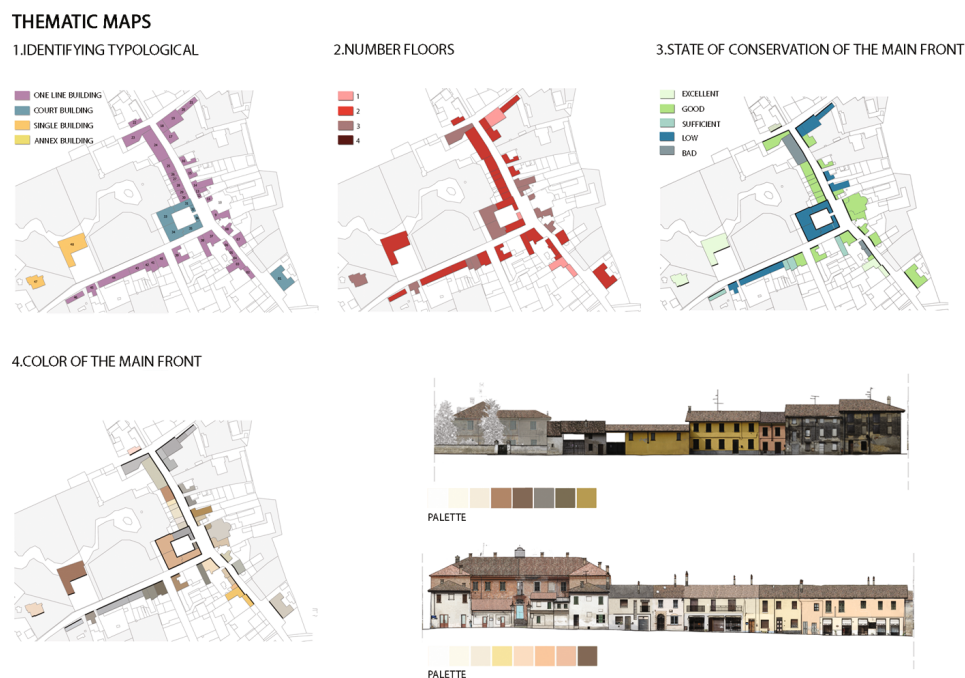 THEMATIC MAPS
1.IDENTIFYING TYPOLOGICAL
2.NUMBER FLOORS
3.STATE OF CONSERVATION OF THE MAIN FRONT
ONE LINE BUILDING
COURT BUILDING
SINGLE BUILDING
ANNEX BUILDING
1
2
3
4
EXCELLENT
GOOD
SUFFICIENT
LOW
BAD
4.COLOR OF THE MAIN FRONT
PALETTE
PALETTE